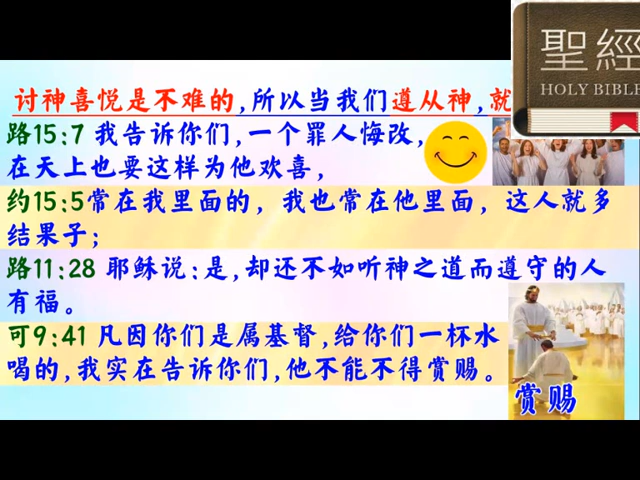 聖經
HOLY BIBLE
讨神喜悦是不难的,所以当我们遵从神,就
路15:7 我告诉你们,一个罪人悔改,
在天上也要这样为他欢喜,
约15:5常在我里面的，我也常在他里面，这人就多
结果子;
路11:28 耶稣说:是,却还不如听神之道而遵守的人
有福。
可9:41 凡因你们是属基督,给你们一杯水
喝的,我实在告诉你们,他不能不得赏赐。
赏赐